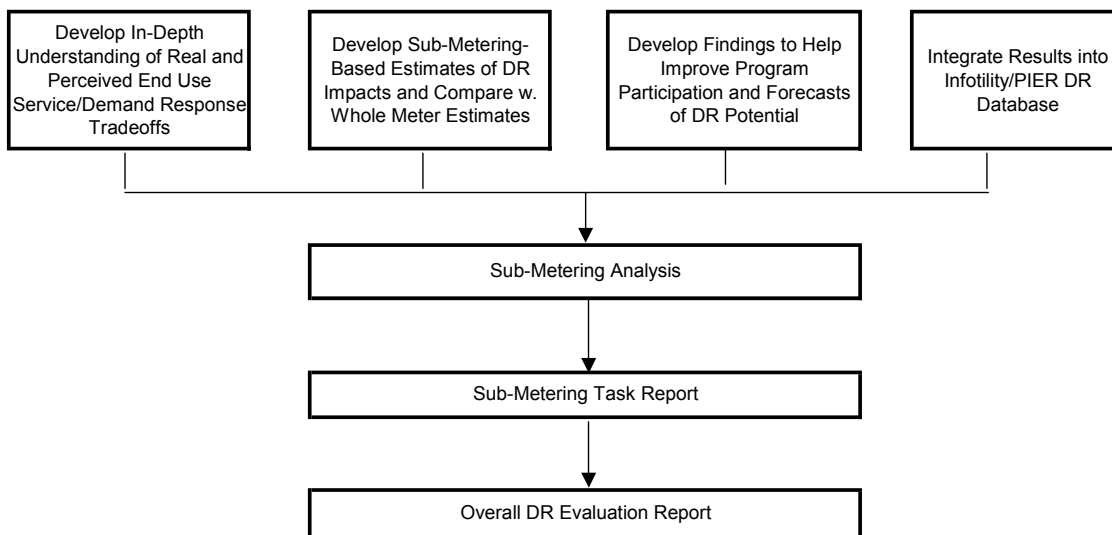 Develop In-Depth
Understanding of Real and
Perceived End Use
Service/Demand Response
Tradeoffs
Develop Sub-Metering-
Based Estimates of DR
Impacts and Compare w.
Whole Meter Estimates
Develop Findings to Help
Improve Program
Participation and Forecasts
of DR Potential
Integrate Results into
Infotility/PIER DR
Database
Sub-Metering Analysis
Sub-Metering Task Report
Overall DR Evaluation Report